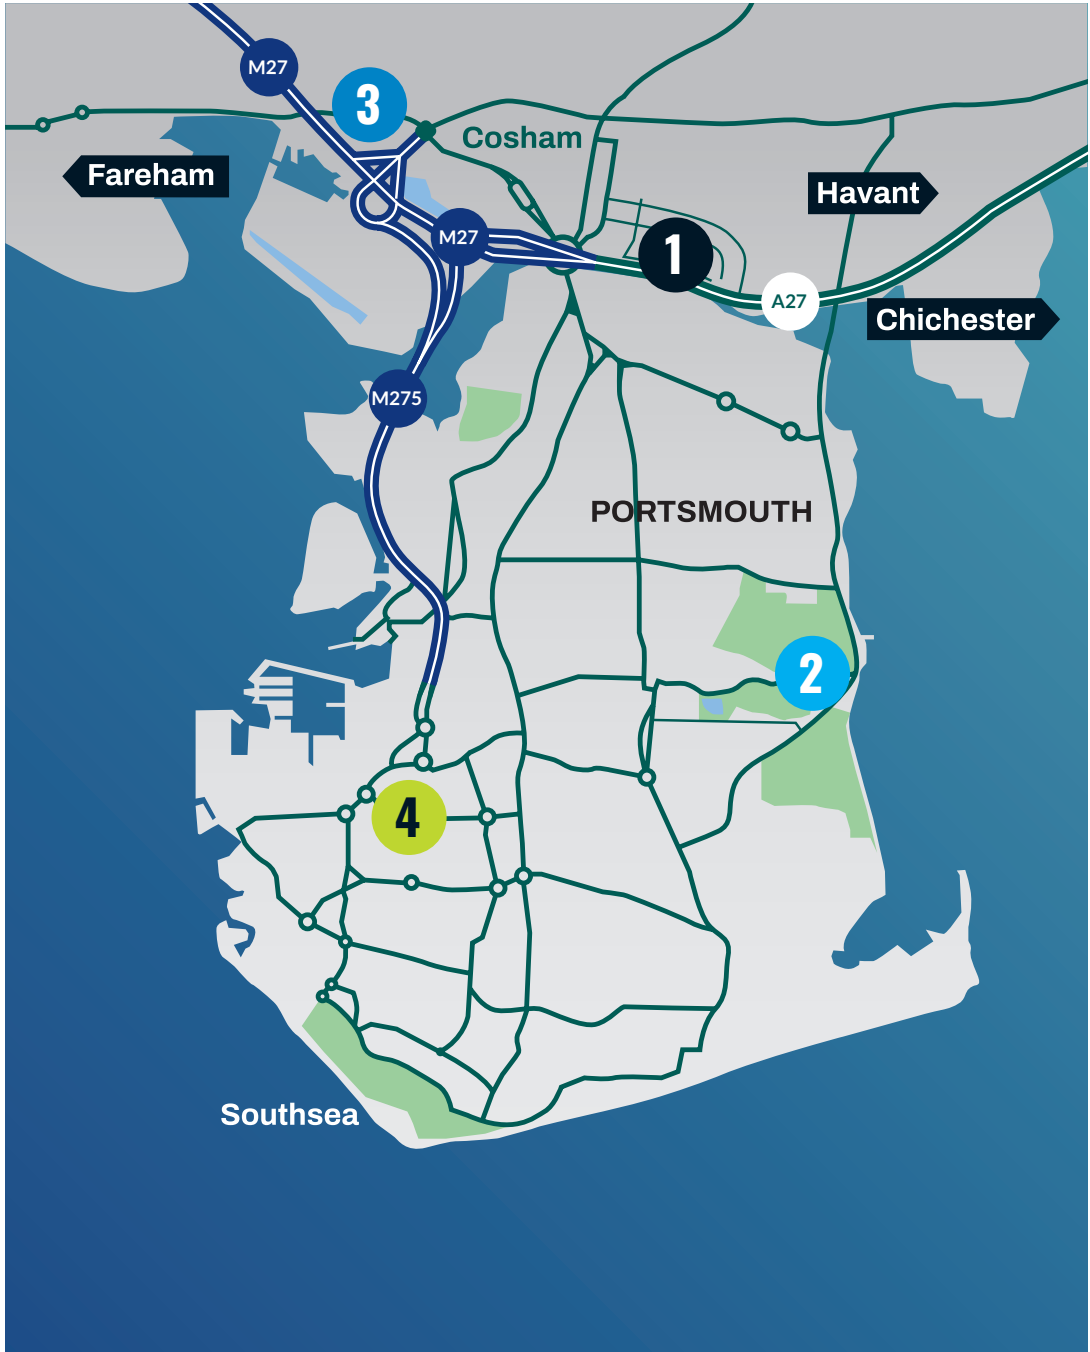 M27
3
Cosham
Fareham
Havant
M27
1
A27
Chichester
M275
PORTSMOUTH
2
4
Southsea